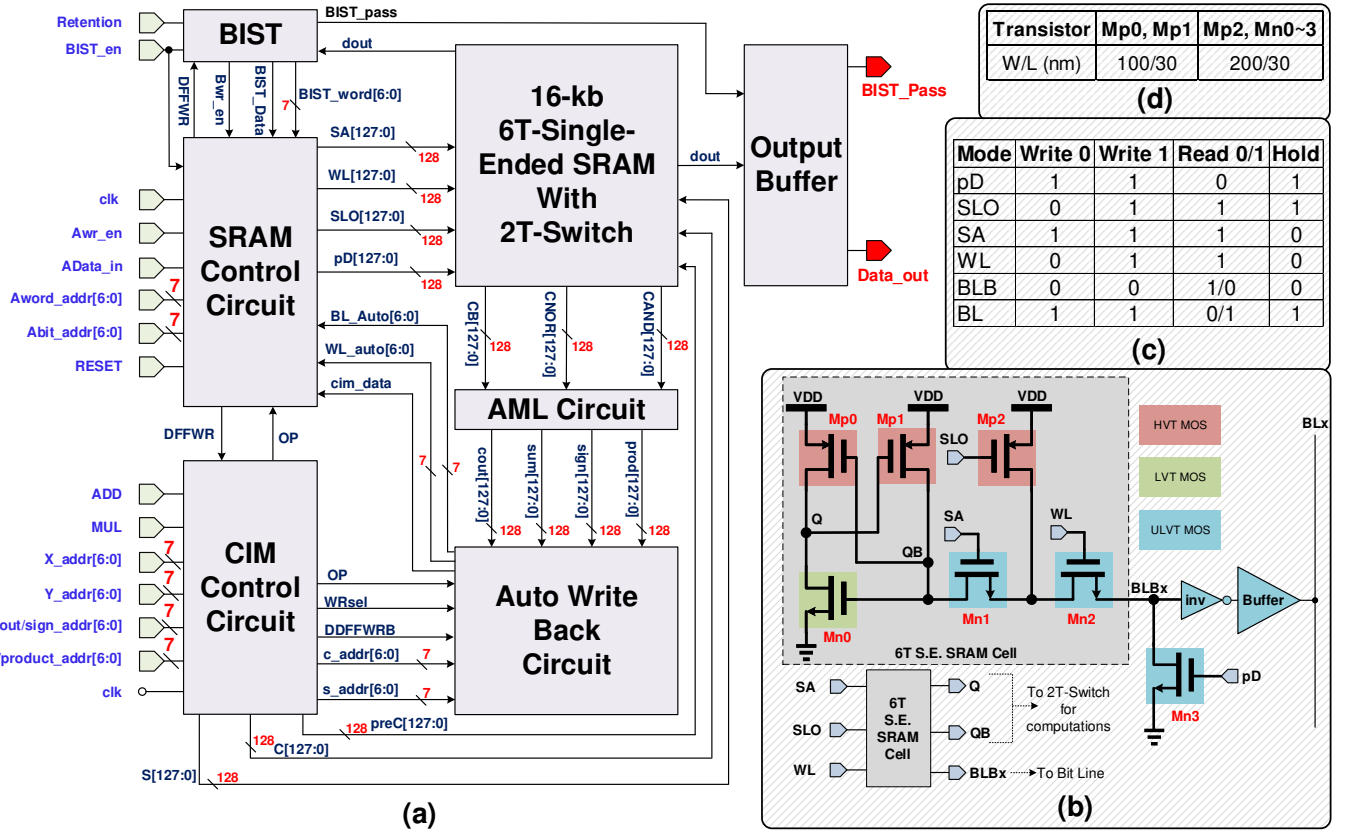 Retention
BIST_en
BIST
BIST_pass
dout
DFFWR
Bwr_en
BIST_Data
7
BIST_word[6:0]
clk
Awr_en
AData_in
Aword_addr[6:0]
7
Abit_addr[6:0]
7
RESET
SRAM
Control
Circuit
SA[127:0]
128
WL[127:0]
128
SLO[127:0]
128
pD[127:0]
128
BL_Auto[6:0]
WL_auto[6:0]
cim_data
16-kb
6T-Single-
Ended SRAM
With
2T-Switch
dout
Output
Buffer
BIST_Pass
Data_out
CB[127:0]
128
CNOR[127:0]
128
CAND[127:0]
128
AML Circuit
DFFWR
OP
7
7
cout[127:0]
128
sum[127:0]
128
sign[127:0]
128
prod[127:0]
128
ADD
MUL
X_addr[6:0]
7
Y_addr[6:0]
7
out/sign_addr[6:0]
7
/product_addr[6:0]
7
clk
CIM
Control
Circuit
OP
WRsel
DDFFWRB
c_addr[6:0]
7
s_addr[6:0]
7
Auto Write
Back
Circuit
128
preC[127:0]
128
C[127:0]
S[127:0]
128
(a)
Transistor Mp0, Mp1 Mp2, Mn0~3
W/L (nm) 100/30 200/30
(d)
Mode Write 0 Write 1 Read 0/1 Hold
pD 1 1 0 1
SLO 0 1 1 1
SA 1 1 1 0
WL 0 1 1 0
BLB 0 0 1/0 0
BL 1 1 0/1 1
(c)
VDD
VDD
VDD
Mp0
Mp1
Mp2
SLO
HVT MOS
LVT MOS
ULVT MOS
BLx
Q
SA
WL
QB
BLBx
inv
Buffer
Mn0
Mn1
Mn2
6T S.E. SRAM Cell
pD
Mn3
SA
SLO
WL
6T
S.E.
SRAM
Cell
Q
QB
BLBx
To 2T-Switch
for
computations
To Bit Line
(b)